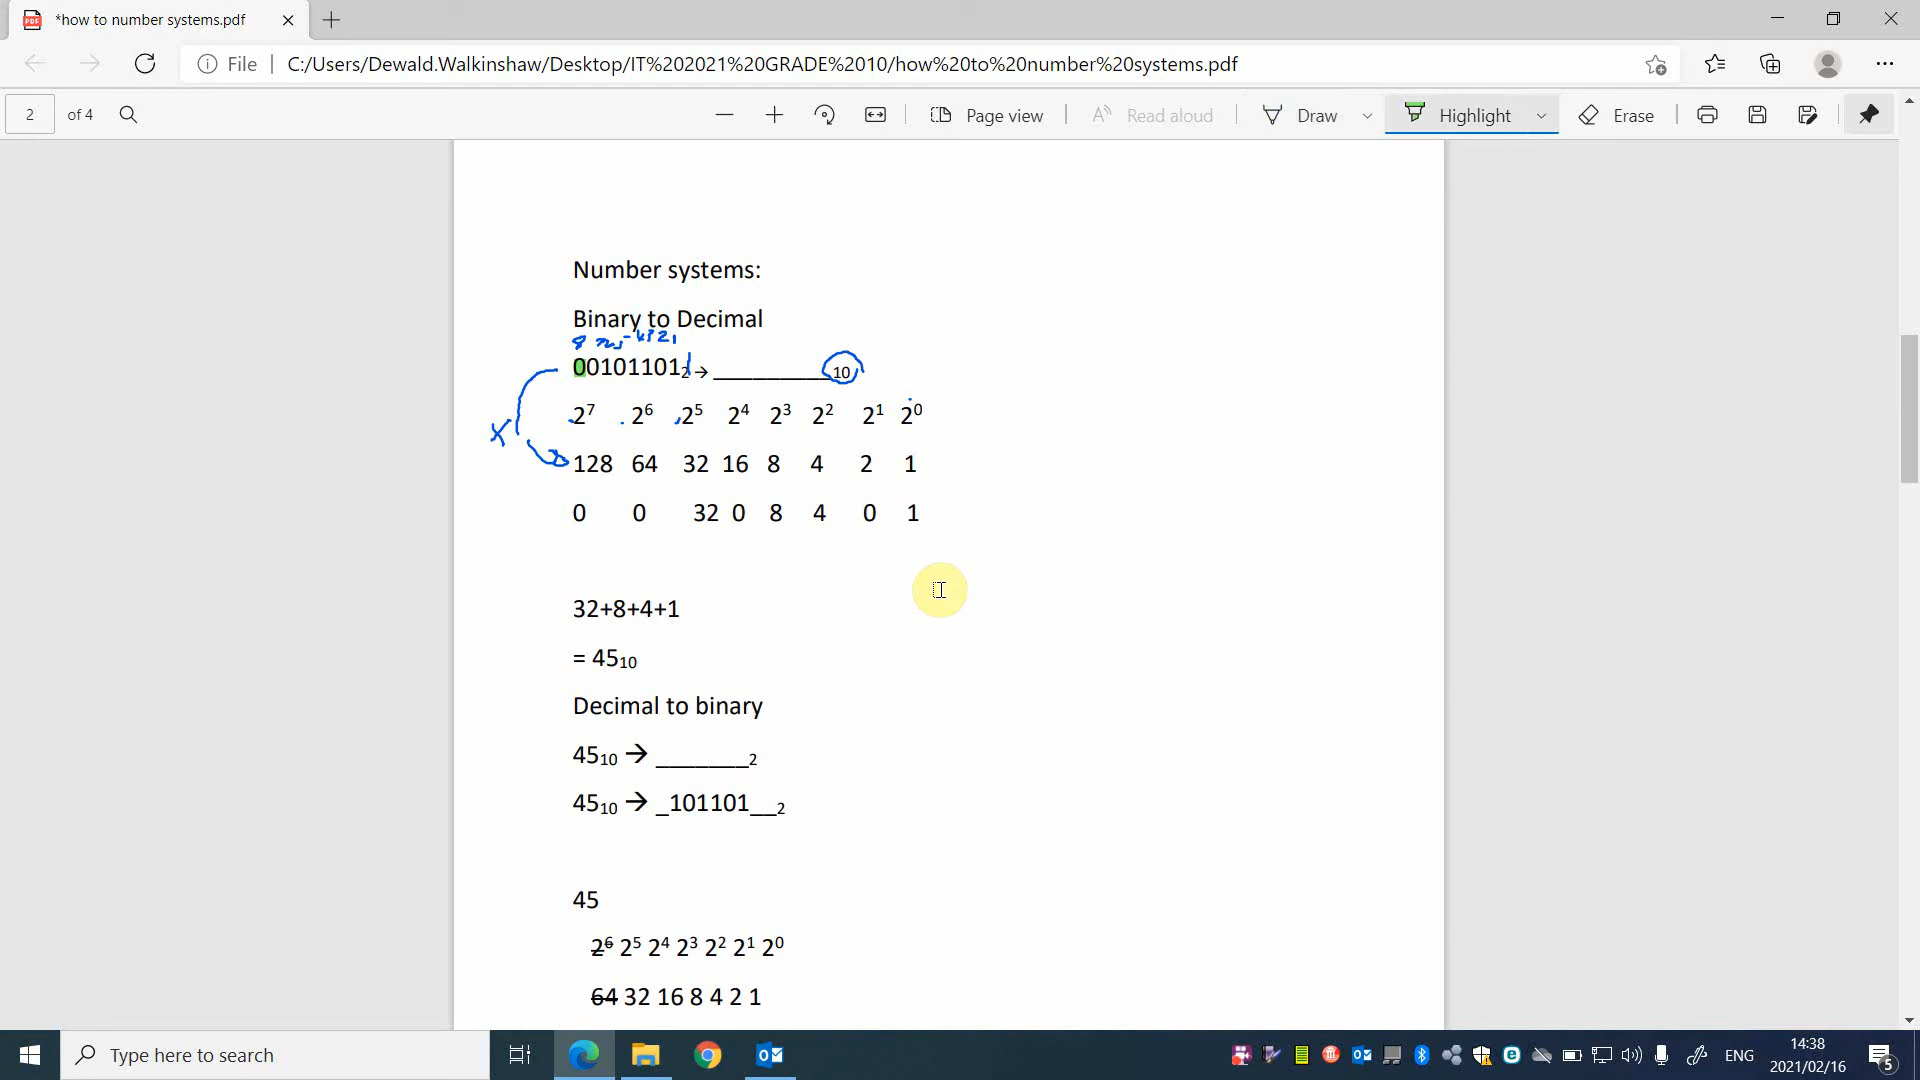 *how to number systems.pdf
File | C:/Users/Dewald.Walkinshaw/Desktop/IT%202021%20GRADE%2010/how%20to%20number%20systems.pdf
2 of 4 Page view Read aloud Draw Highlight Erase
Number systems:
Binary to Decimal
00101101₂ → _________₁₀
2⁷ 2⁶ 2⁵ 2⁴ 2³ 2² 2¹ 2⁰
X
128 64 32 16 8 4 2 1
0 0 32 0 8 4 0 1
32+8+4+1
= 45₁₀
Decimal to binary
45₁₀ → _______₂
45₁₀ → _101101__₂
45
2⁶ 2⁵ 2⁴ 2³ 2² 2¹ 2⁰
64 32 16 8 4 2 1
Type here to search
ENG
14:38
2021/02/16
5